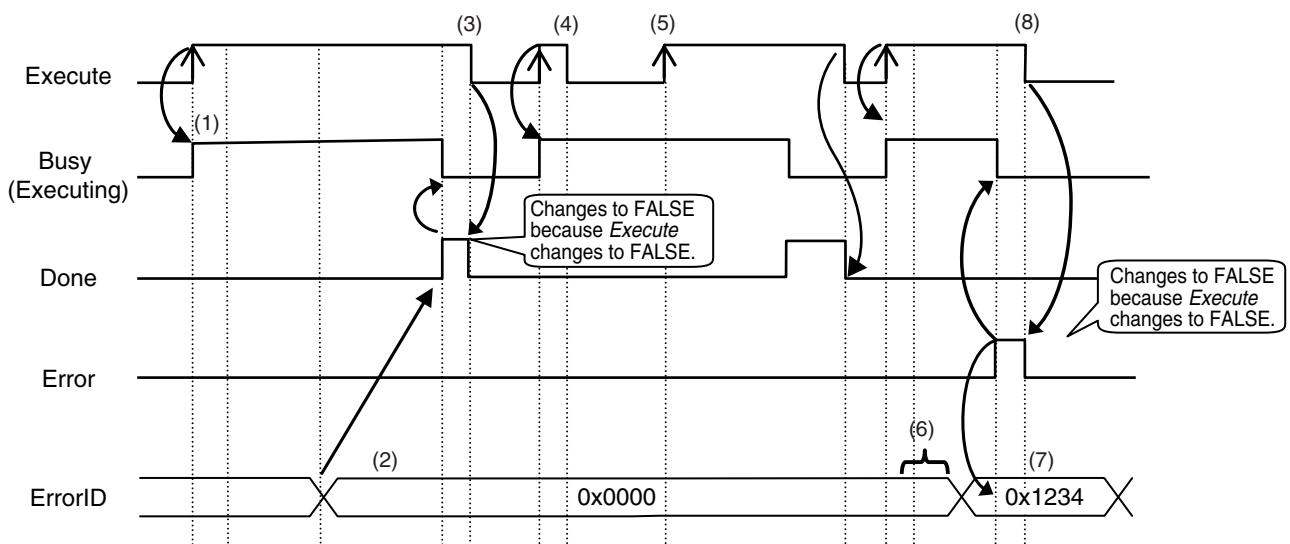 (3) (4) (5) (8)
Execute
(1)
Busy
(Executing)
Changes to FALSE
because Execute
changes to FALSE.
Done
Changes to FALSE
because Execute
changes to FALSE.
Error
(6)
(2) (7)
ErrorID 0x0000 0x1234